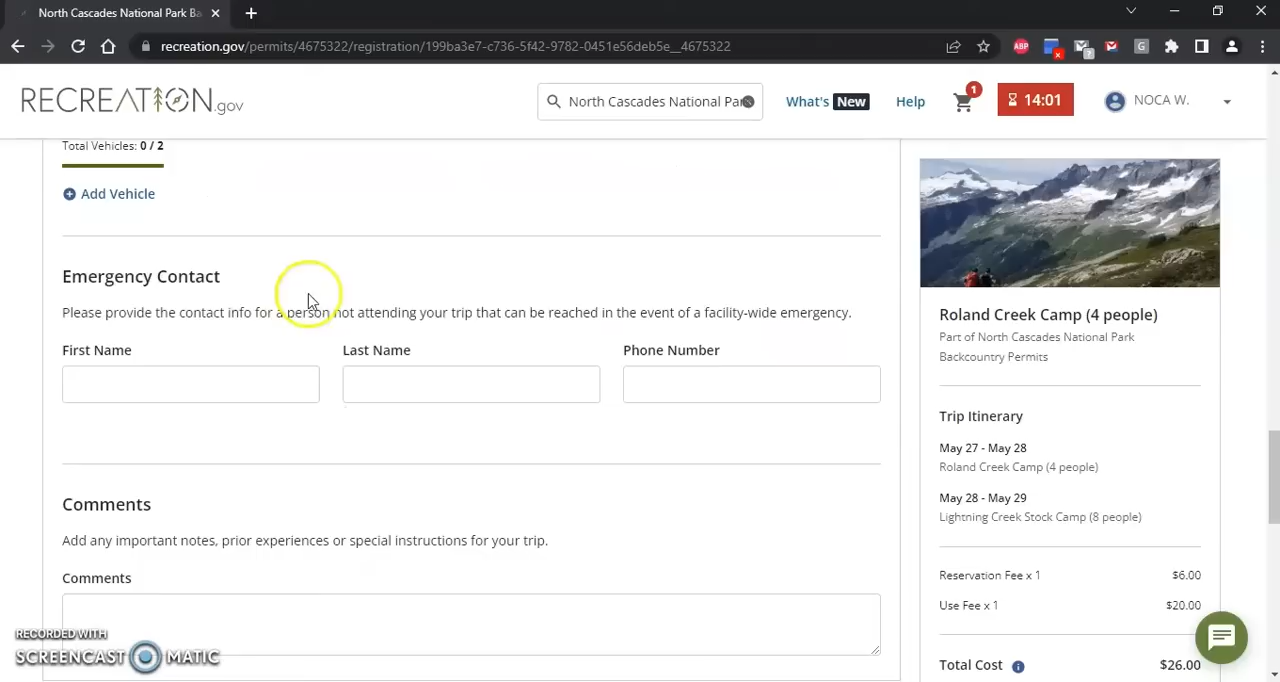 North Cascades National Park Ba
recreation.gov/permits/4675322/registration/199ba3e7-c736-5f42-9782-0451e56deb5e__4675322
ABP
G
RECREATION.gov
North Cascades National Par
What's New
Help
1
14:01
NOCA W.
Total Vehicles: 0 / 2
Add Vehicle
Emergency Contact
Please provide the contact info for a person not attending your trip that can be reached in the event of a facility-wide emergency.
First Name
Last Name
Phone Number
Comments
Add any important notes, prior experiences or special instructions for your trip.
Comments
Roland Creek Camp (4 people)
Part of North Cascades National Park
Backcountry Permits
Trip Itinerary
May 27 - May 28
Roland Creek Camp (4 people)
May 28 - May 29
Lightning Creek Stock Camp (8 people)
Reservation Fee x 1 $6.00
Use Fee x 1 $20.00
Total Cost $26.00
RECORDED WITH
SCREENCAST MATIC